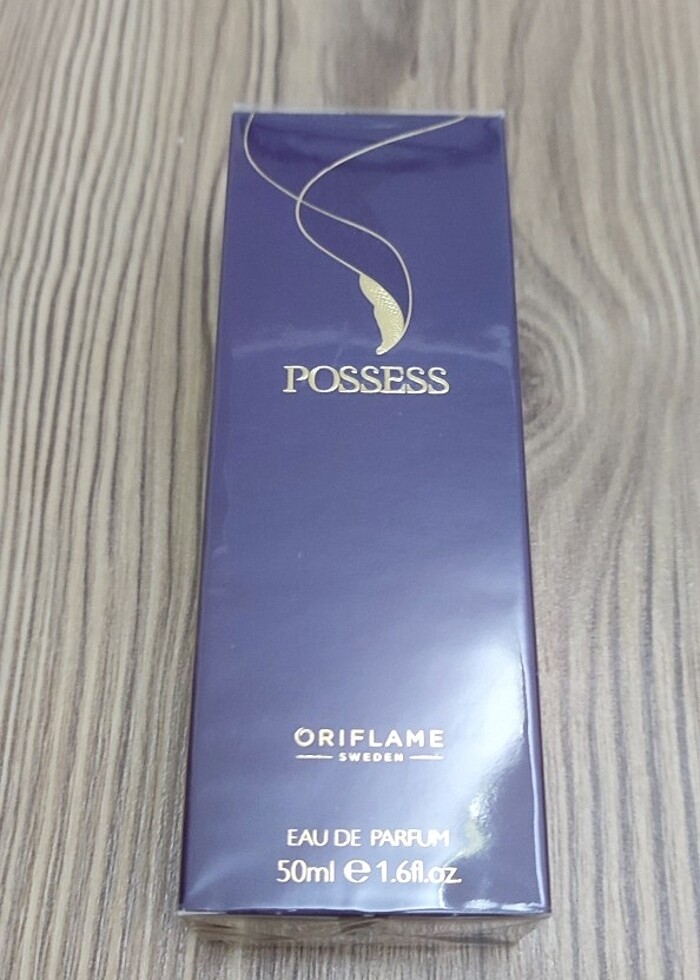 POSSESS
ORIFLAME
SWEDEN
EAU DE PARFUM
50ml ℮ 1.6fl.oz.